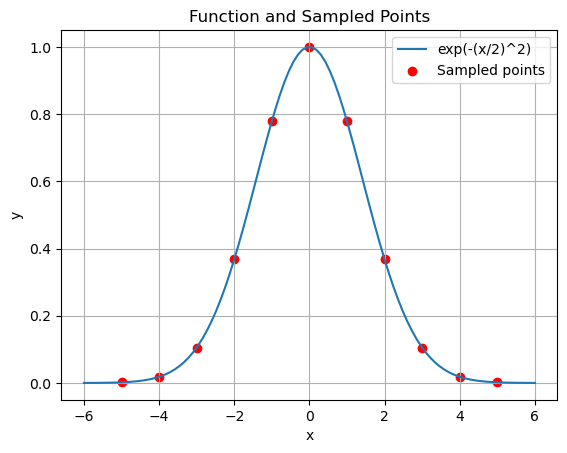 Function and Sampled Points
exp(-(x/2)^2)
Sampled points
1.0
0.8
0.6
0.4
0.2
0.0
y
−6
−4
−2
0
2
4
6
x